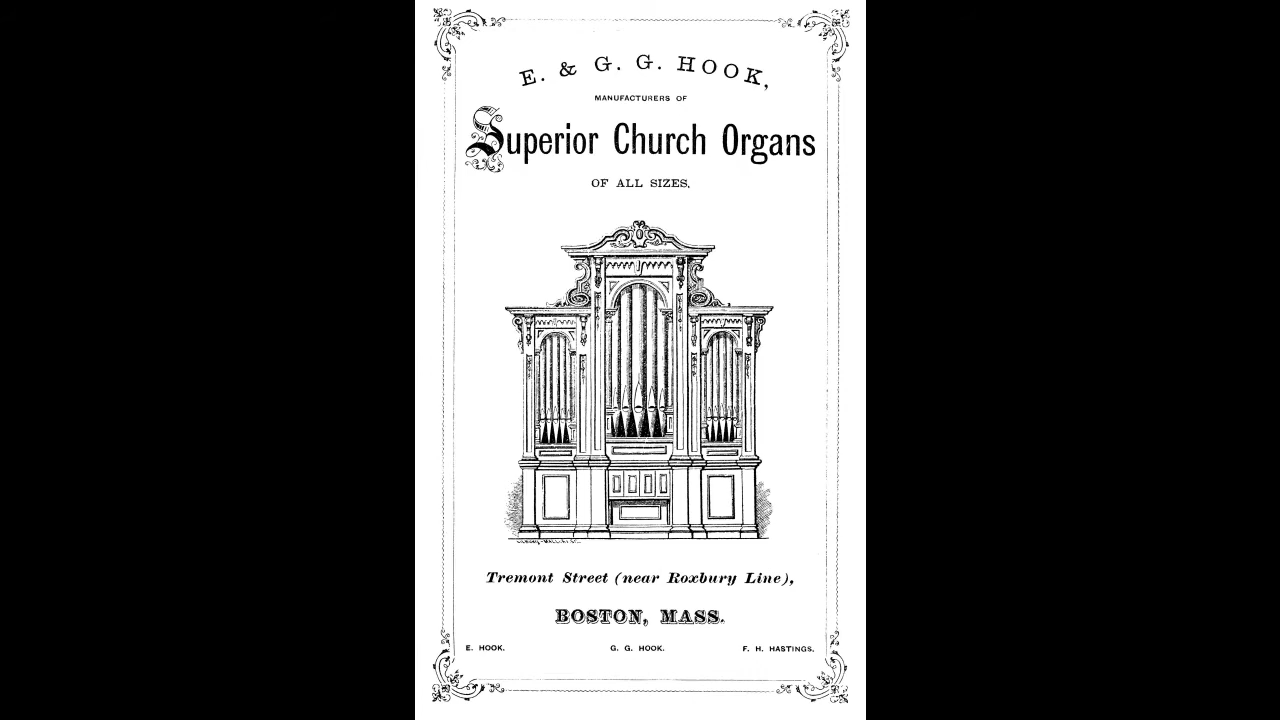 E. & G. G. HOOK,
MANUFACTURERS OF
Superior Church Organs
OF ALL SIZES.
Tremont Street (near Roxbury Line),
BOSTON, MASS.
E. HOOK. G. G. HOOK. F. H. HASTINGS.